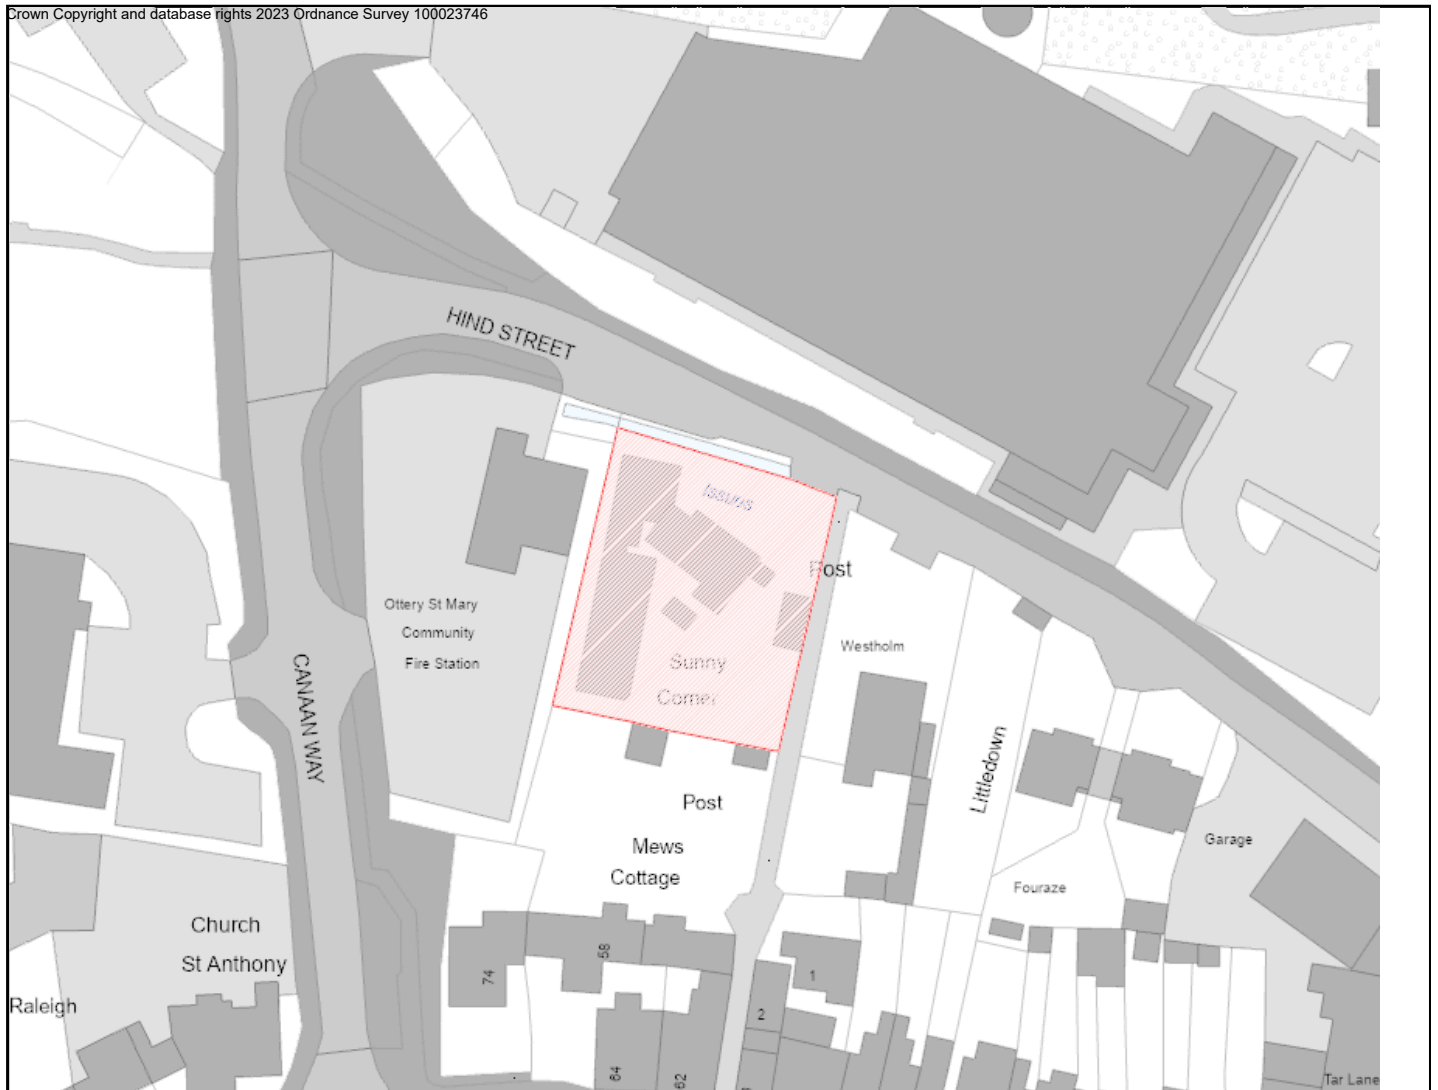 Crown Copyright and database rights 2023 Ordnance Survey 100023746
HIND STREET
Issues
Post
Ottery St Mary
Community
Fire Station
Westholm
Sunny
Corner
CANAAN WAY
Littledown
Post
Mews
Cottage
Garage
Fouraze
Church
St Anthony
Raleigh
74
68
1
2
64
62
Tar Lane